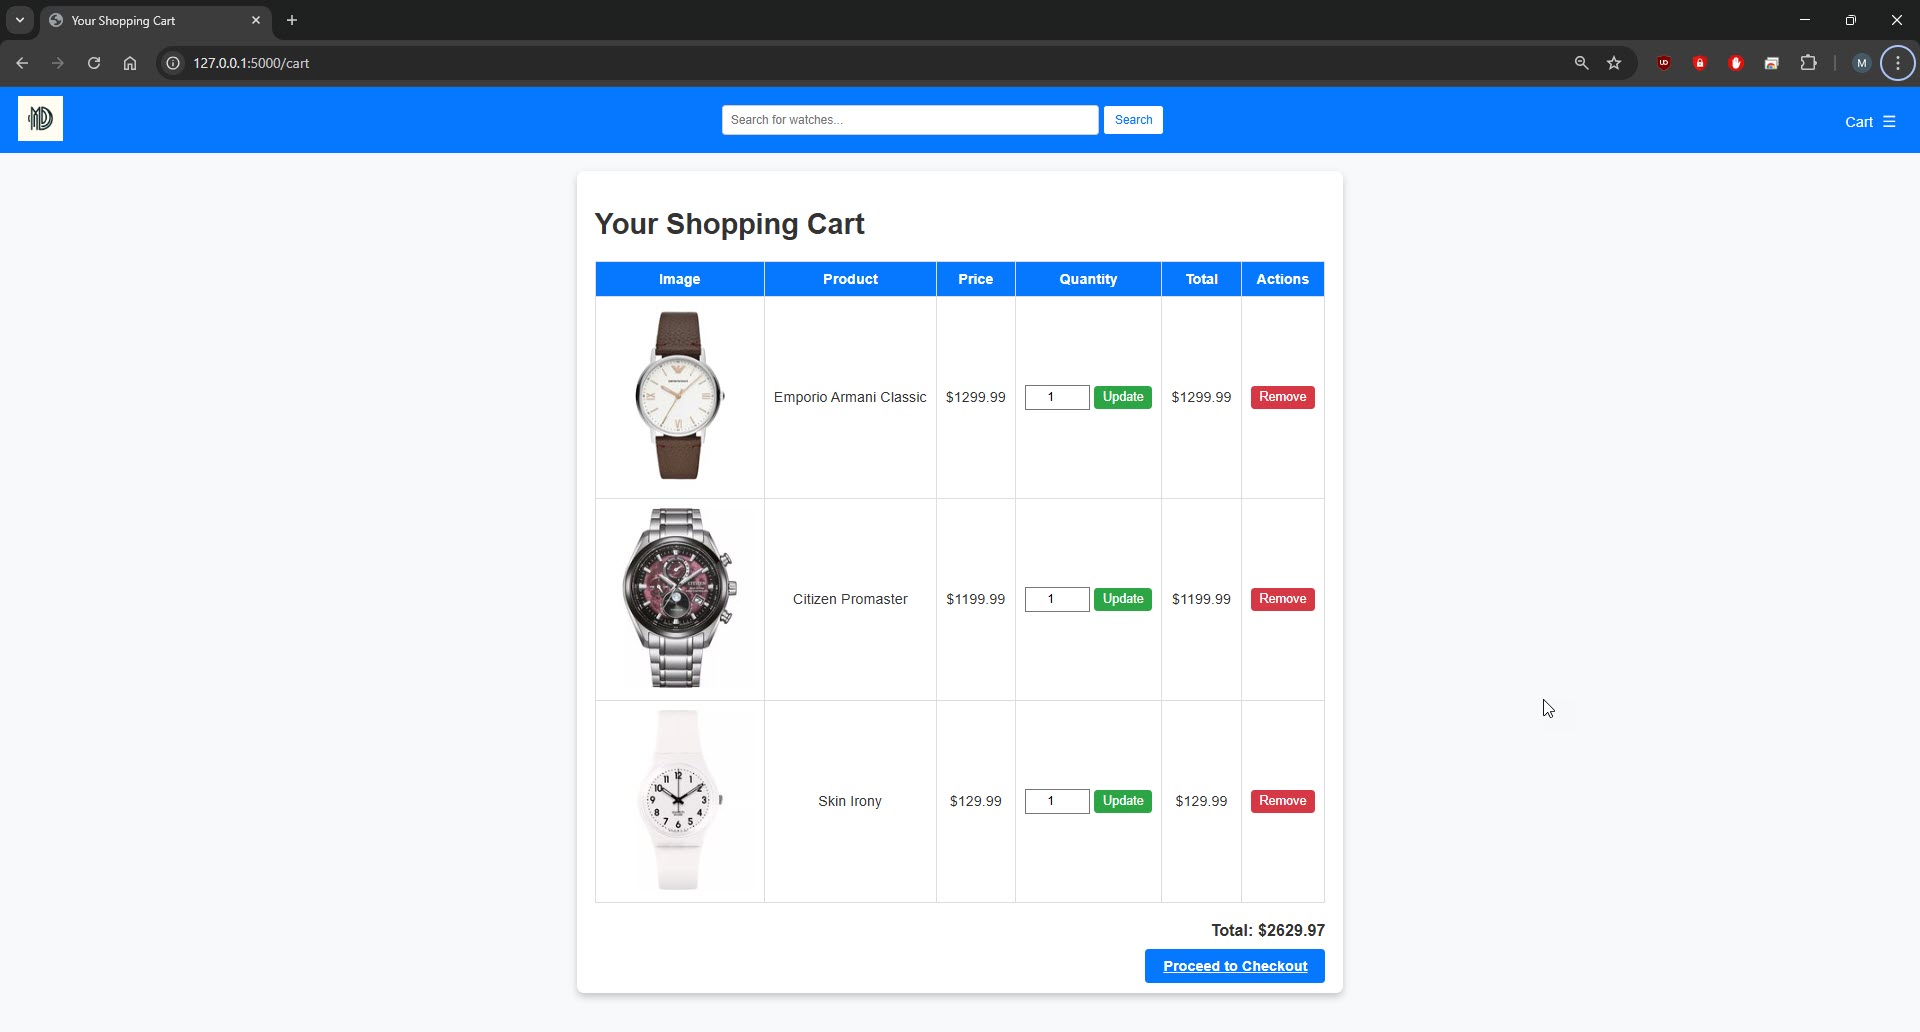 Your Shopping Cart
127.0.0.1:5000/cart
M
MD
Search for watches...
Search
Cart
Your Shopping Cart
Image Product Price Quantity Total Actions
Emporio Armani Classic $1299.99 1 Update $1299.99 Remove
Citizen Promaster $1199.99 1 Update $1199.99 Remove
Skin Irony $129.99 1 Update $129.99 Remove
Total: $2629.97
Proceed to Checkout